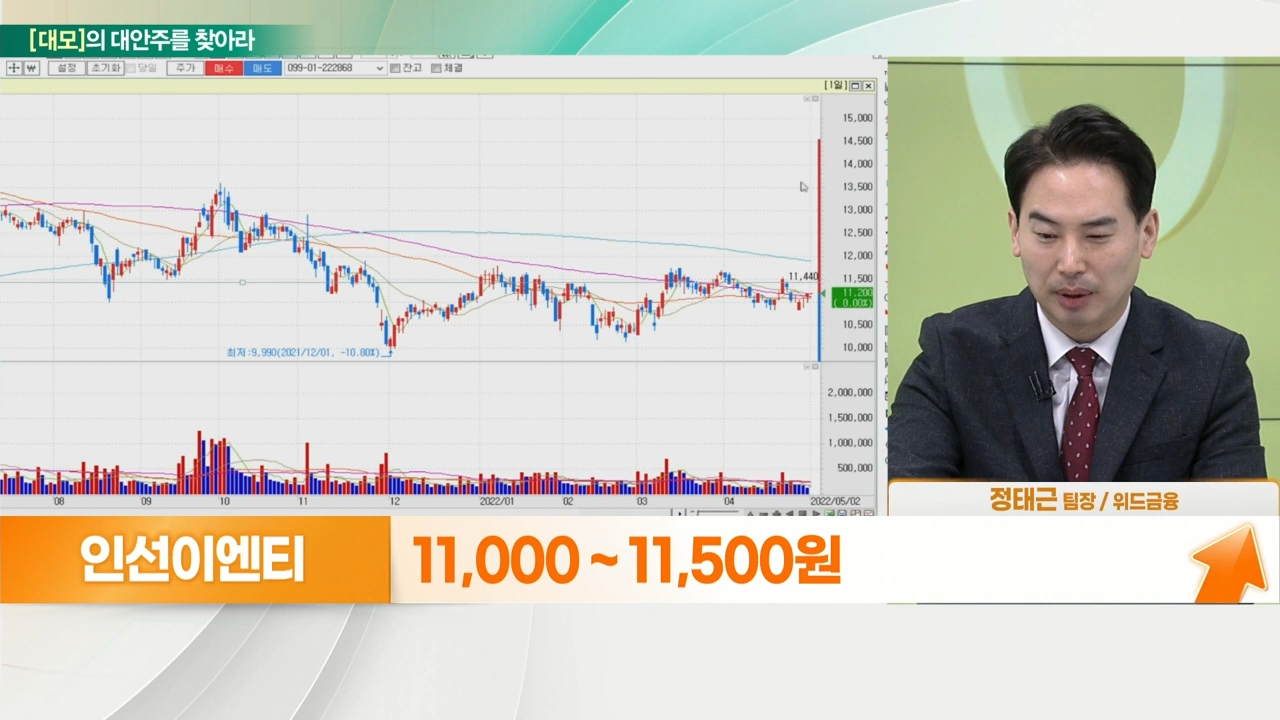 [대모]의 대안주를 찾아라
₩ 설정 초기화 당일 주가 매수 매도 099-01-222868 잔고 체결
[1일]
15,000
14,500
14,000
13,500
13,000
12,500
12,000
11,500
11,440
11,200
( 0.00%)
10,500
10,000
최저:9,990(2021/12/01, -10.80%)
2,000,000
1,500,000
1,000,000
500,000
'08 09 10 11 12 2022/01 02 03 04 2022/05/02
정태근 팀장 / 위드금융
인선이엔티
11,000 ~ 11,500원